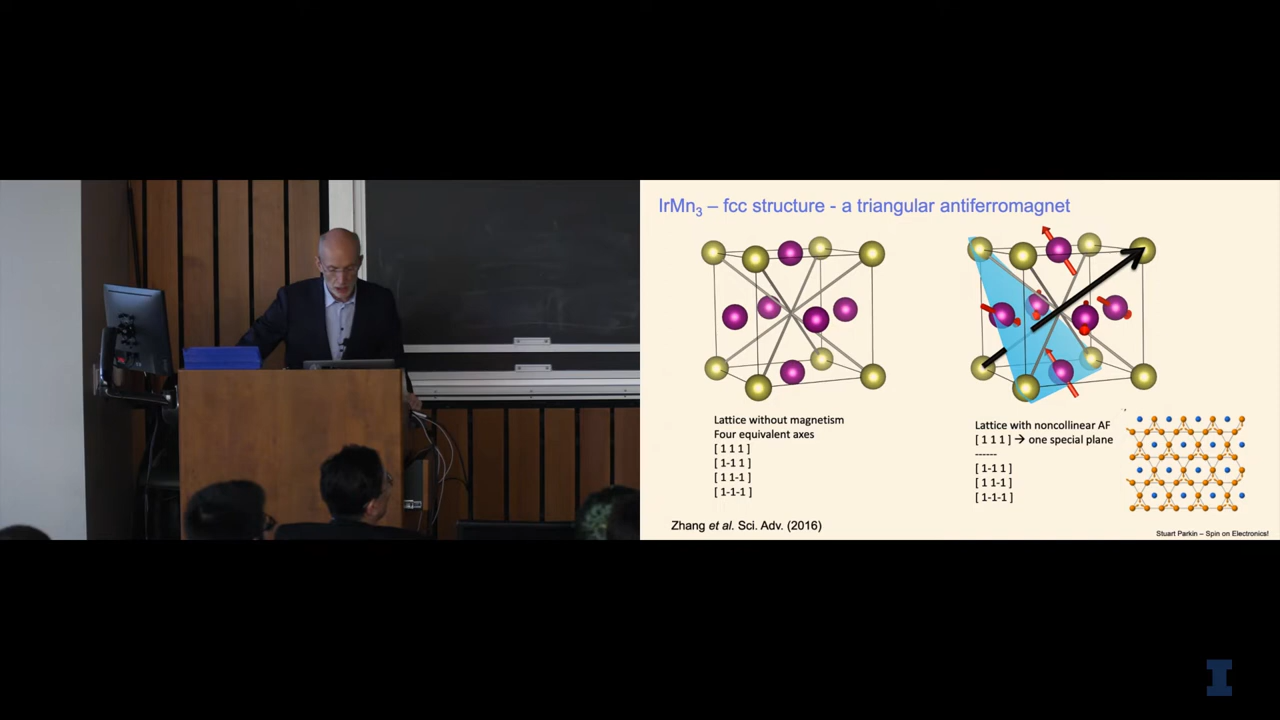 IrMn₃ – fcc structure - a triangular antiferromagnet
Lattice without magnetism
Four equivalent axes
[ 1 1 1 ]
[ 1-1 1 ]
[ 1 1-1 ]
[ 1-1-1 ]
Lattice with noncollinear AF
[ 1 1 1 ] → one special plane
------
[ 1-1 1 ]
[ 1 1-1 ]
[ 1-1-1 ]
Zhang et al. Sci. Adv. (2016)
Stuart Parkin – Spin on Electronics!
I